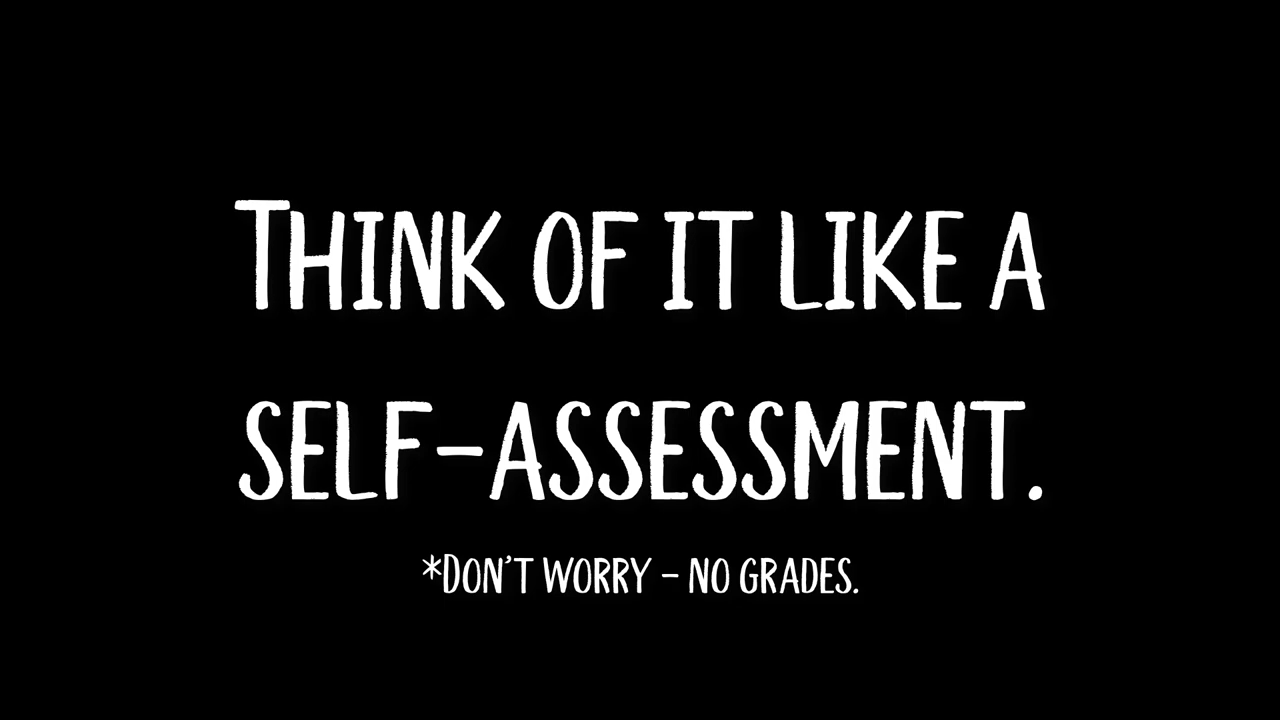 Think of it like a
self-assessment.
*Don't worry – no grades.